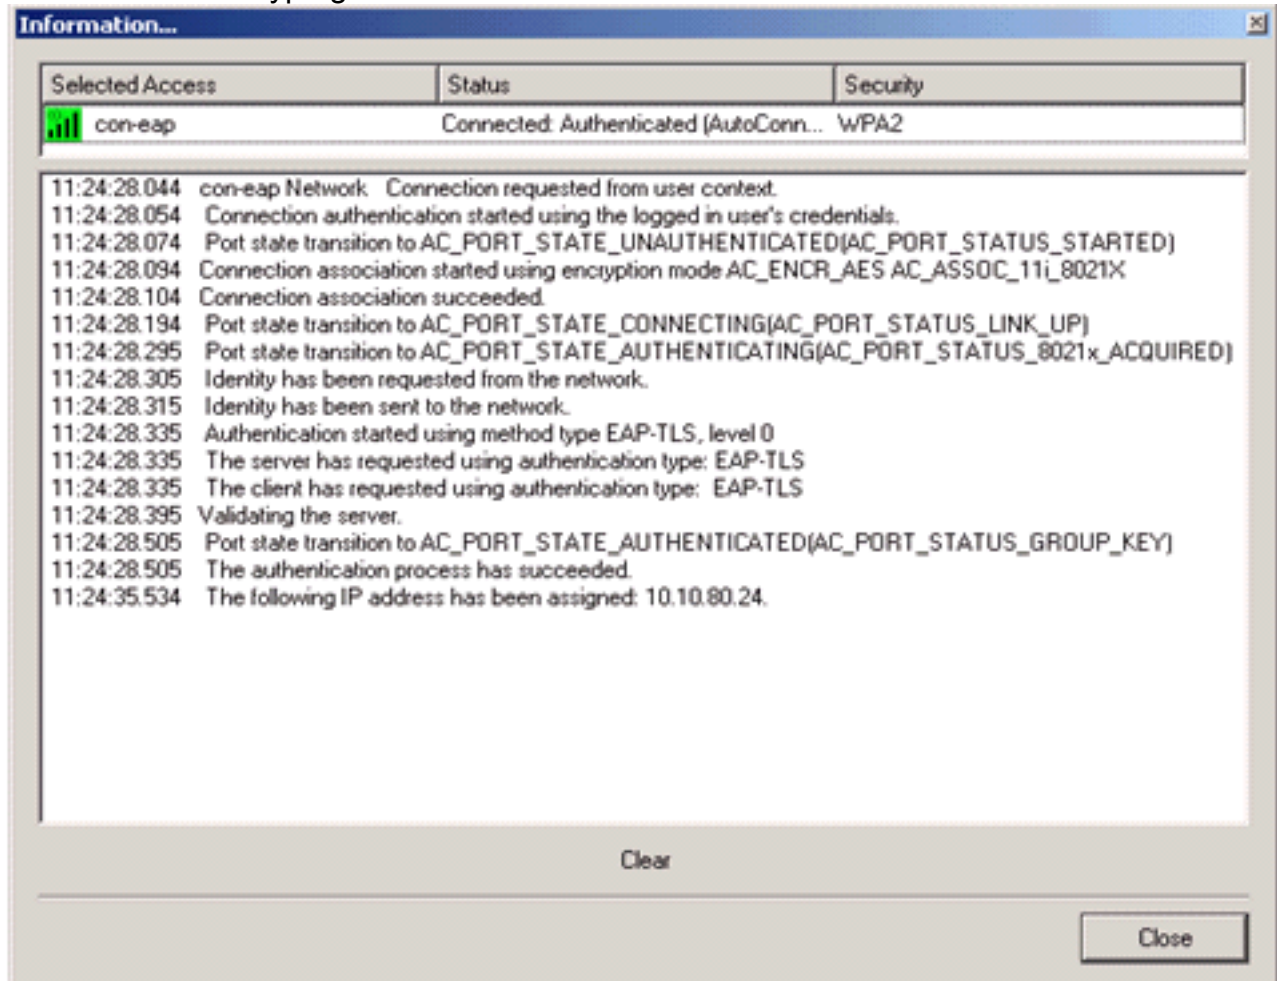 Information...
Selected Access Status Security
con-eap Connected: Authenticated (AutoConn... WPA2
11:24:28.044 con-eap Network Connection requested from user context.
11:24:28.054 Connection authentication started using the logged in user's credentials.
11:24:28.074 Port state transition to AC_PORT_STATE_UNAUTHENTICATED(AC_PORT_STATUS_STARTED)
11:24:28.094 Connection association started using encryption mode AC_ENCR_AES AC_ASSOC_11i_8021X
11:24:28.104 Connection association succeeded.
11:24:28.194 Port state transition to AC_PORT_STATE_CONNECTING(AC_PORT_STATUS_LINK_UP)
11:24:28.295 Port state transition to AC_PORT_STATE_AUTHENTICATING(AC_PORT_STATUS_8021x_ACQUIRED)
11:24:28.305 Identity has been requested from the network.
11:24:28.315 Identity has been sent to the network.
11:24:28.335 Authentication started using method type EAP-TLS, level 0
11:24:28.335 The server has requested using authentication type: EAP-TLS
11:24:28.335 The client has requested using authentication type: EAP-TLS
11:24:28.395 Validating the server.
11:24:28.505 Port state transition to AC_PORT_STATE_AUTHENTICATED(AC_PORT_STATUS_GROUP_KEY)
11:24:28.505 The authentication process has succeeded.
11:24:35.534 The following IP address has been assigned: 10.10.80.24.
Clear
Close